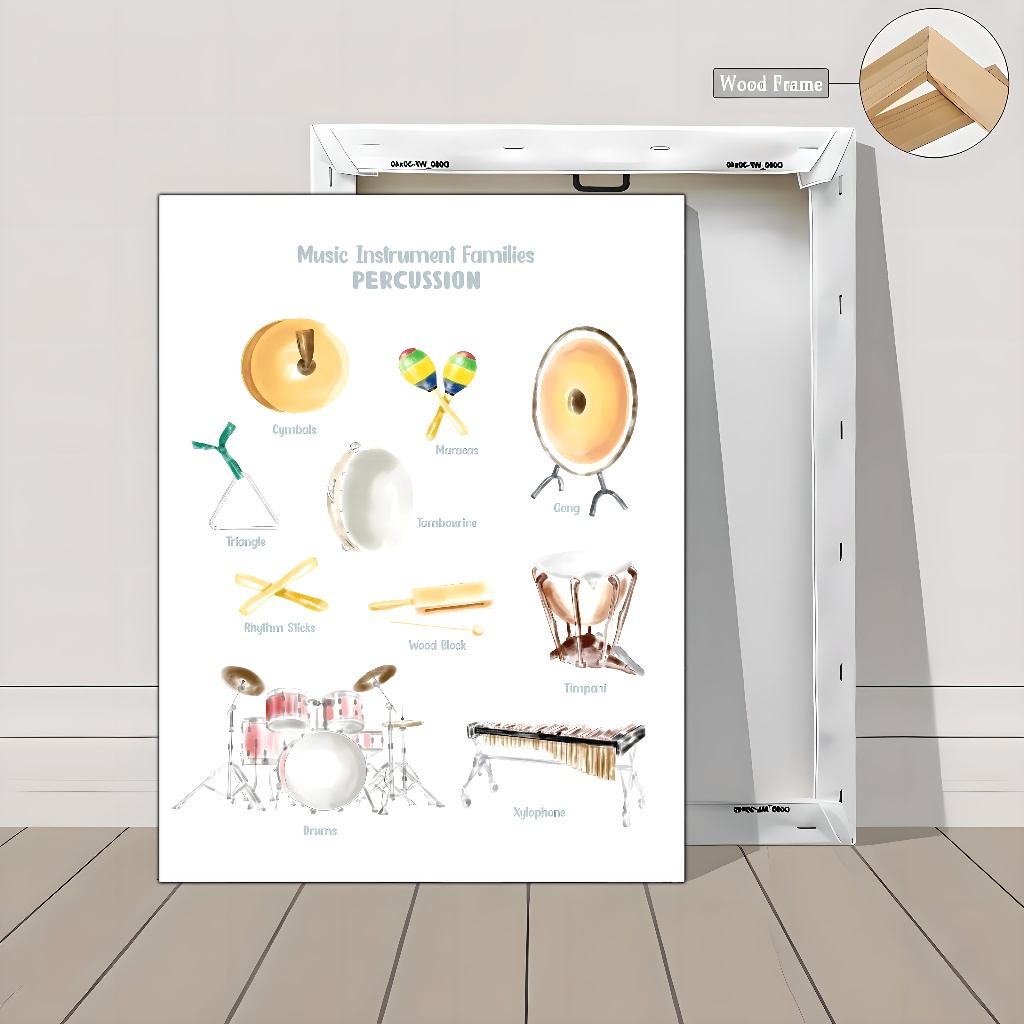 Wood Frame
Music Instrument Families
PERCUSSION
Cymbals
Maracas
Gong
Triangle
Tambourine
Rhythm Sticks
Wood Block
Timpani
Drums
Xylophone